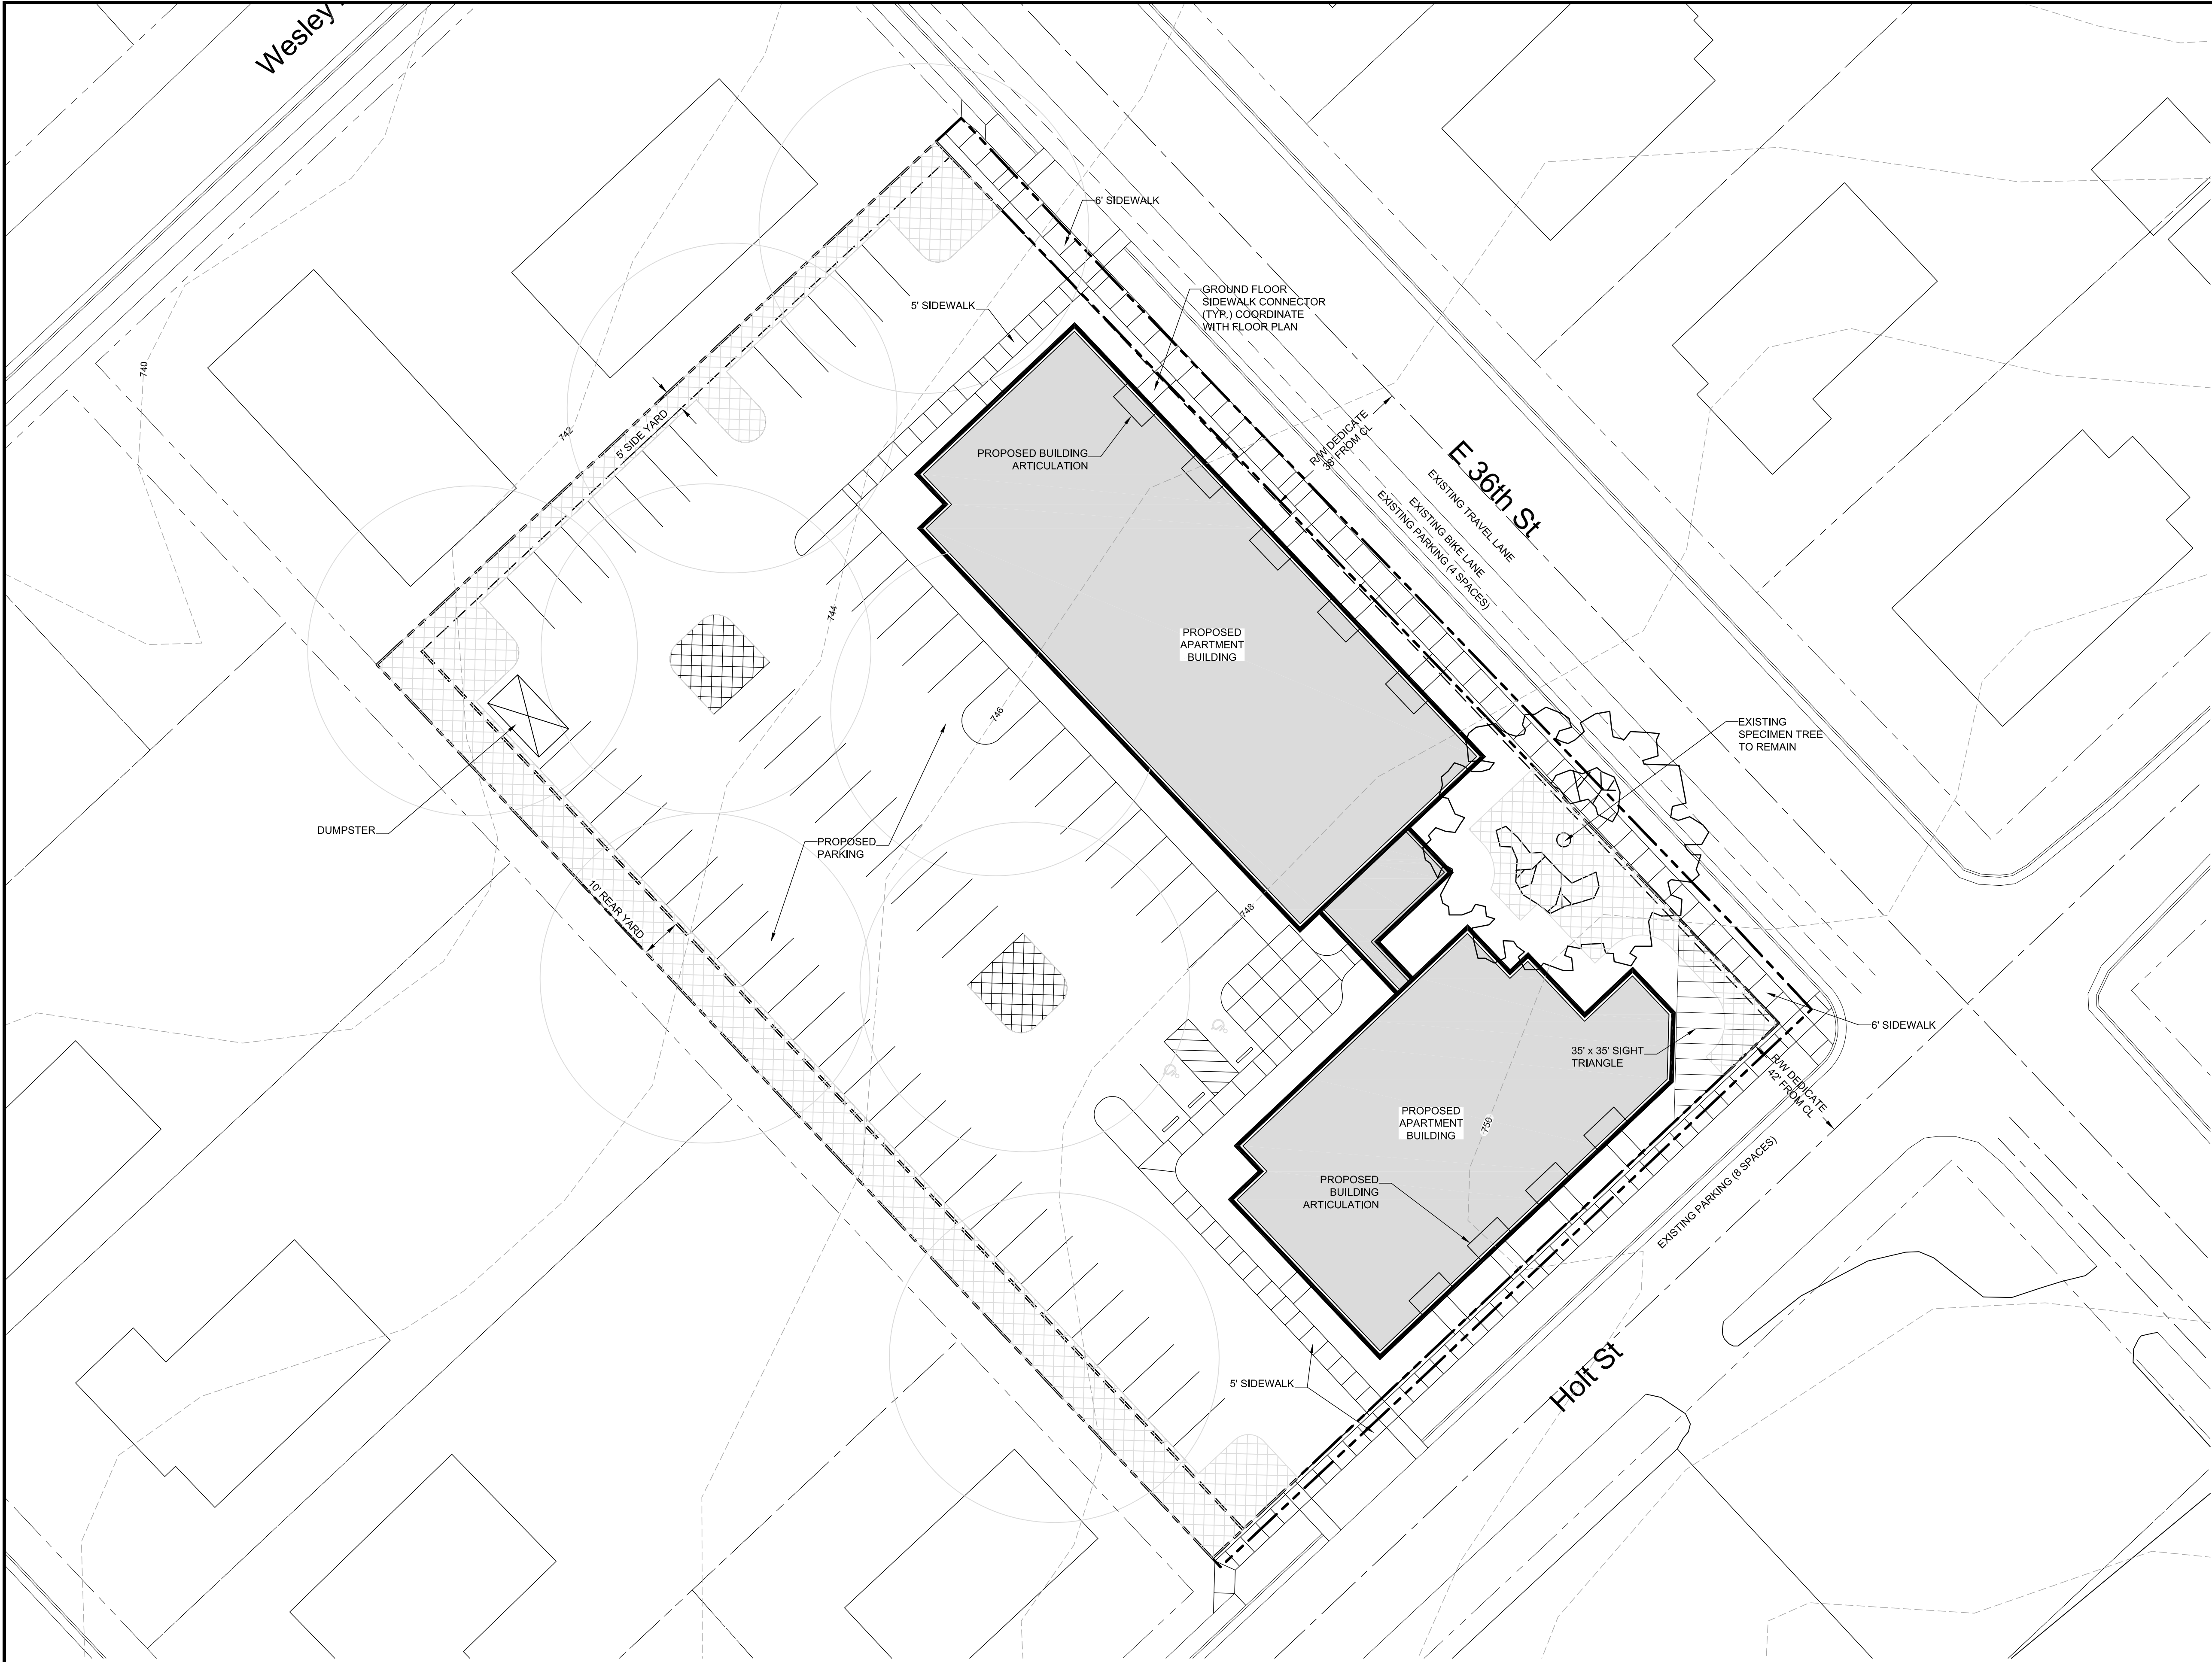 Wesley
6' SIDEWALK
5' SIDEWALK
GROUND FLOOR
SIDEWALK CONNECTOR
(TYP.) COORDINATE
WITH FLOOR PLAN
740
742
5' SIDE YARD
PROPOSED BUILDING
ARTICULATION
R/W DEDICATE
38' FROM CL
E 36th St
EXISTING TRAVEL LANE
EXISTING BIKE LANE
EXISTING PARKING (4 SPACES)
744
PROPOSED
APARTMENT
BUILDING
746
EXISTING
SPECIMEN TREE
TO REMAIN
DUMPSTER
PROPOSED
PARKING
10' REAR YARD
748
6' SIDEWALK
35' x 35' SIGHT
TRIANGLE
R/W DEDICATE
42' FROM CL
PROPOSED
APARTMENT
BUILDING
750
PROPOSED
BUILDING
ARTICULATION
EXISTING PARKING (8 SPACES)
5' SIDEWALK
Holt St